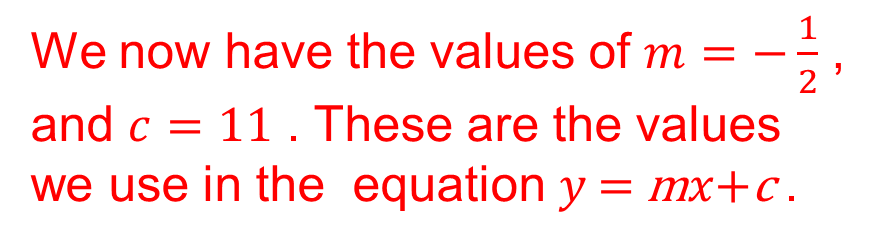 We now have the values of m = −1/2 ,
and c = 11 . These are the values
we use in the equation y = mx+c .